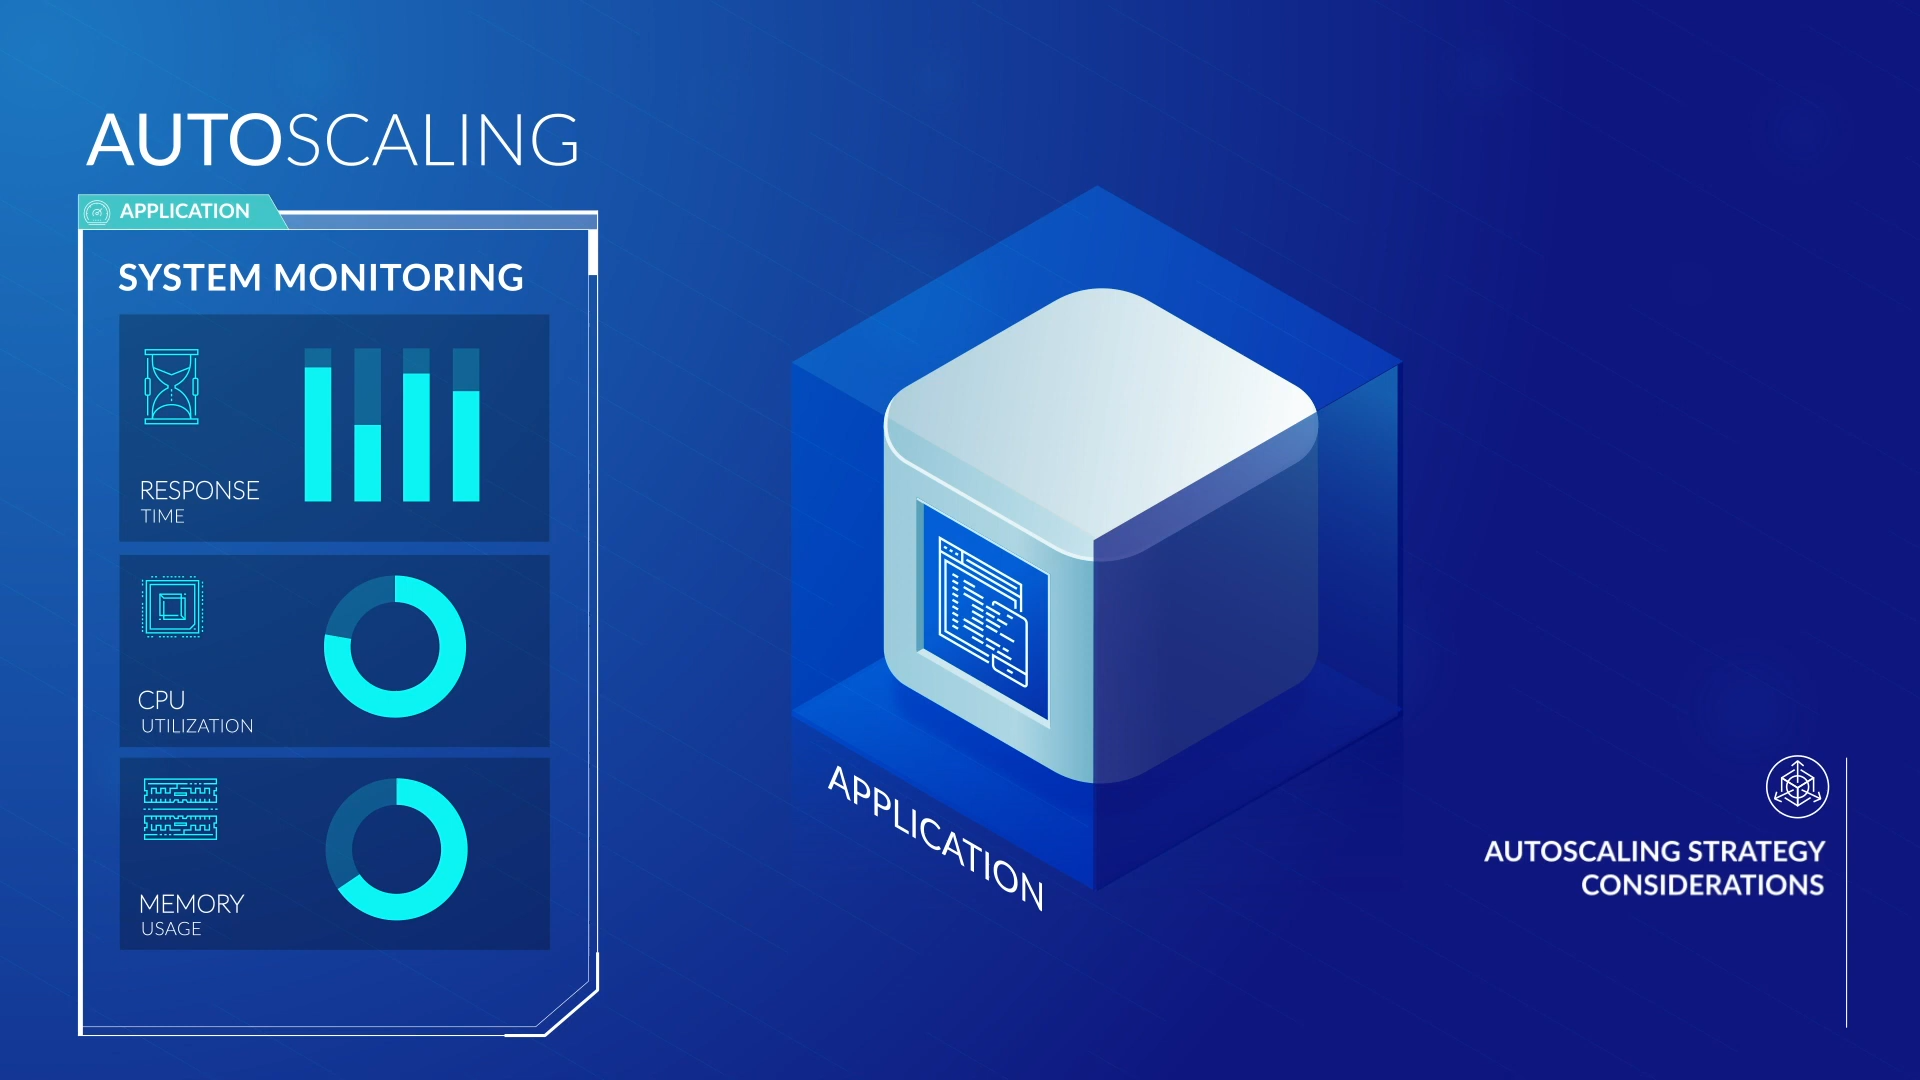 AUTOSCALING
APPLICATION
SYSTEM MONITORING
RESPONSE
TIME
CPU
UTILIZATION
MEMORY
USAGE
APPLICATION
AUTOSCALING STRATEGY
CONSIDERATIONS